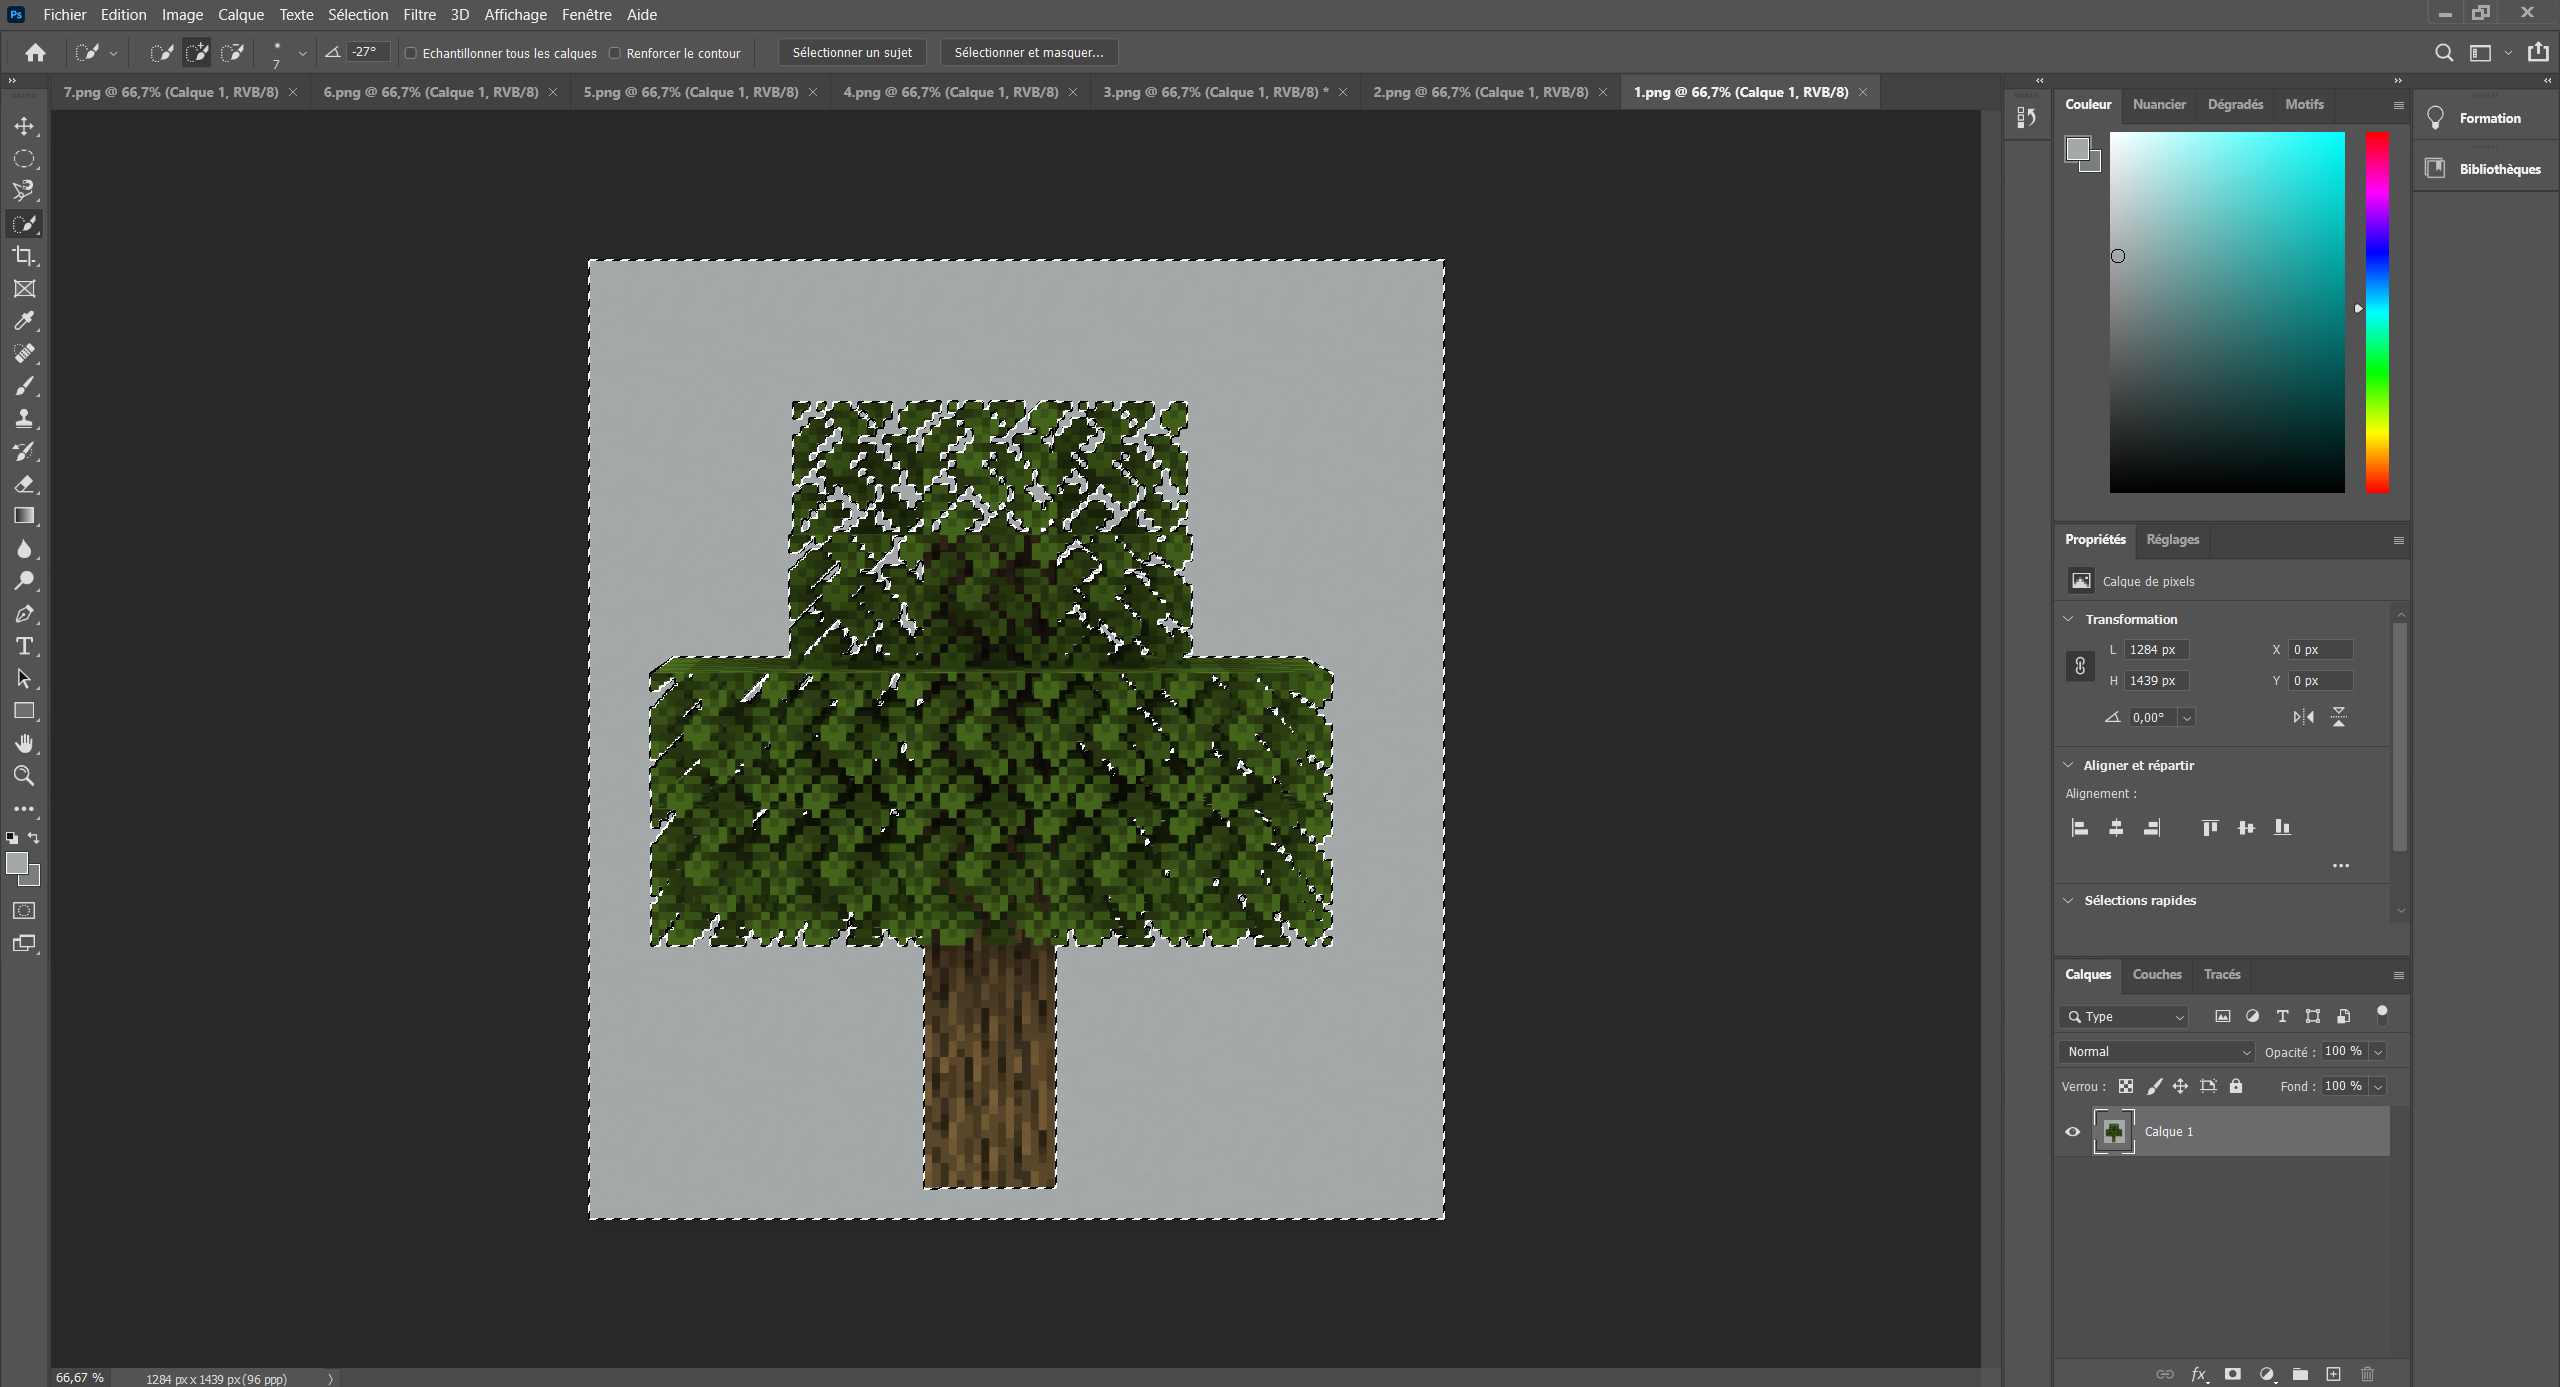 Ps Fichier Edition Image Calque Texte Sélection Filtre 3D Affichage Fenêtre Aide
7 -27° Echantillonner tous les calques Renforcer le contour Sélectionner un sujet Sélectionner et masquer...
7.png @ 66,7% (Calque 1, RVB/8) 6.png @ 66,7% (Calque 1, RVB/8) 5.png @ 66,7% (Calque 1, RVB/8) 4.png @ 66,7% (Calque 1, RVB/8) 3.png @ 66,7% (Calque 1, RVB/8) * 2.png @ 66,7% (Calque 1, RVB/8) 1.png @ 66,7% (Calque 1, RVB/8)
Couleur Nuancier Dégradés Motifs
Formation
Bibliothèques
Propriétés Réglages
Calque de pixels
Transformation
L 1284 px X 0 px
H 1439 px Y 0 px
0,00°
Aligner et répartir
Alignement :
Sélections rapides
Calques Couches Tracés
Type
Normal Opacité : 100 %
Verrou : Fond : 100 %
Calque 1
fx
66,67 % 1284 px x 1439 px (96 ppp)